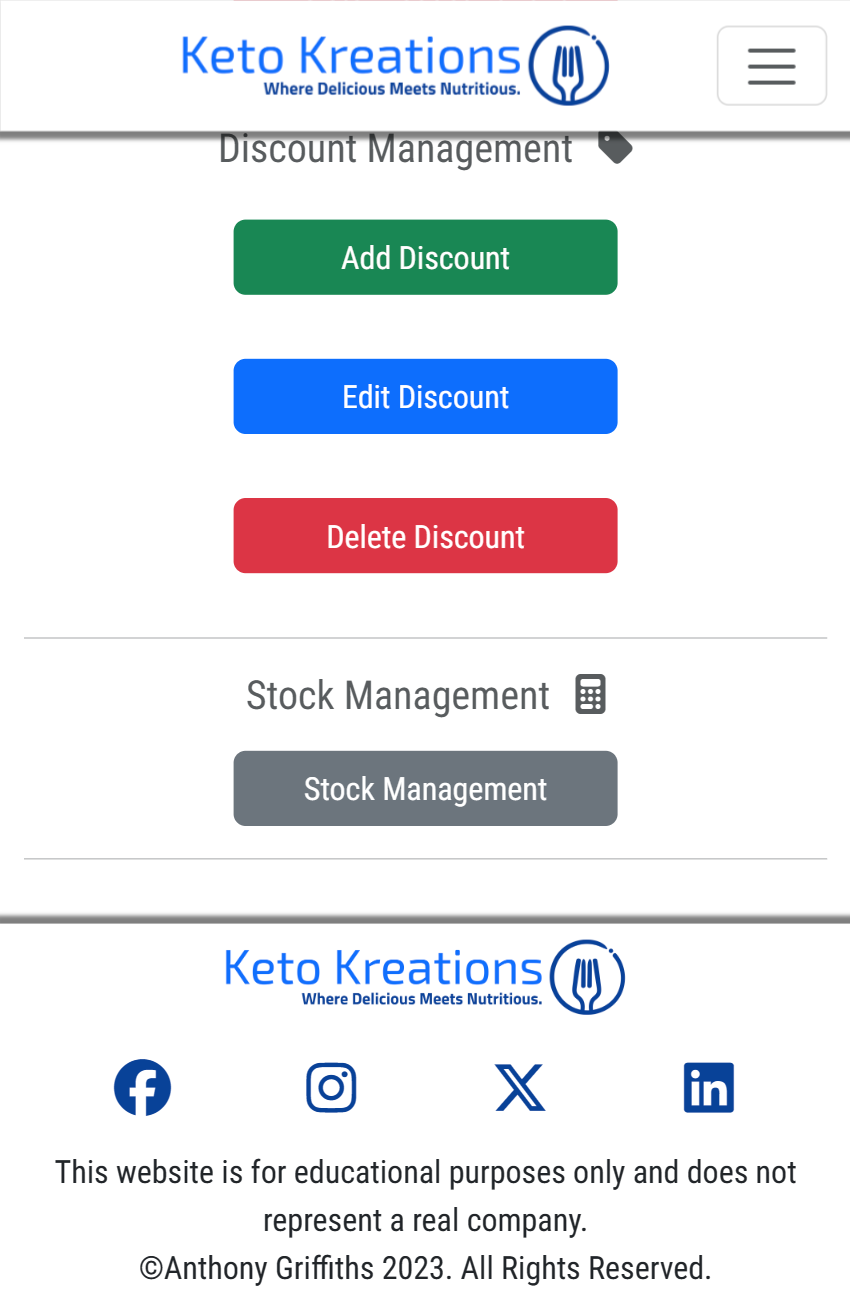 Keto Kreations
Where Delicious Meets Nutritious.
Discount Management
Add Discount
Edit Discount
Delete Discount
Stock Management
Stock Management
Keto Kreations
Where Delicious Meets Nutritious.
This website is for educational purposes only and does not
represent a real company.
©Anthony Griffiths 2023. All Rights Reserved.